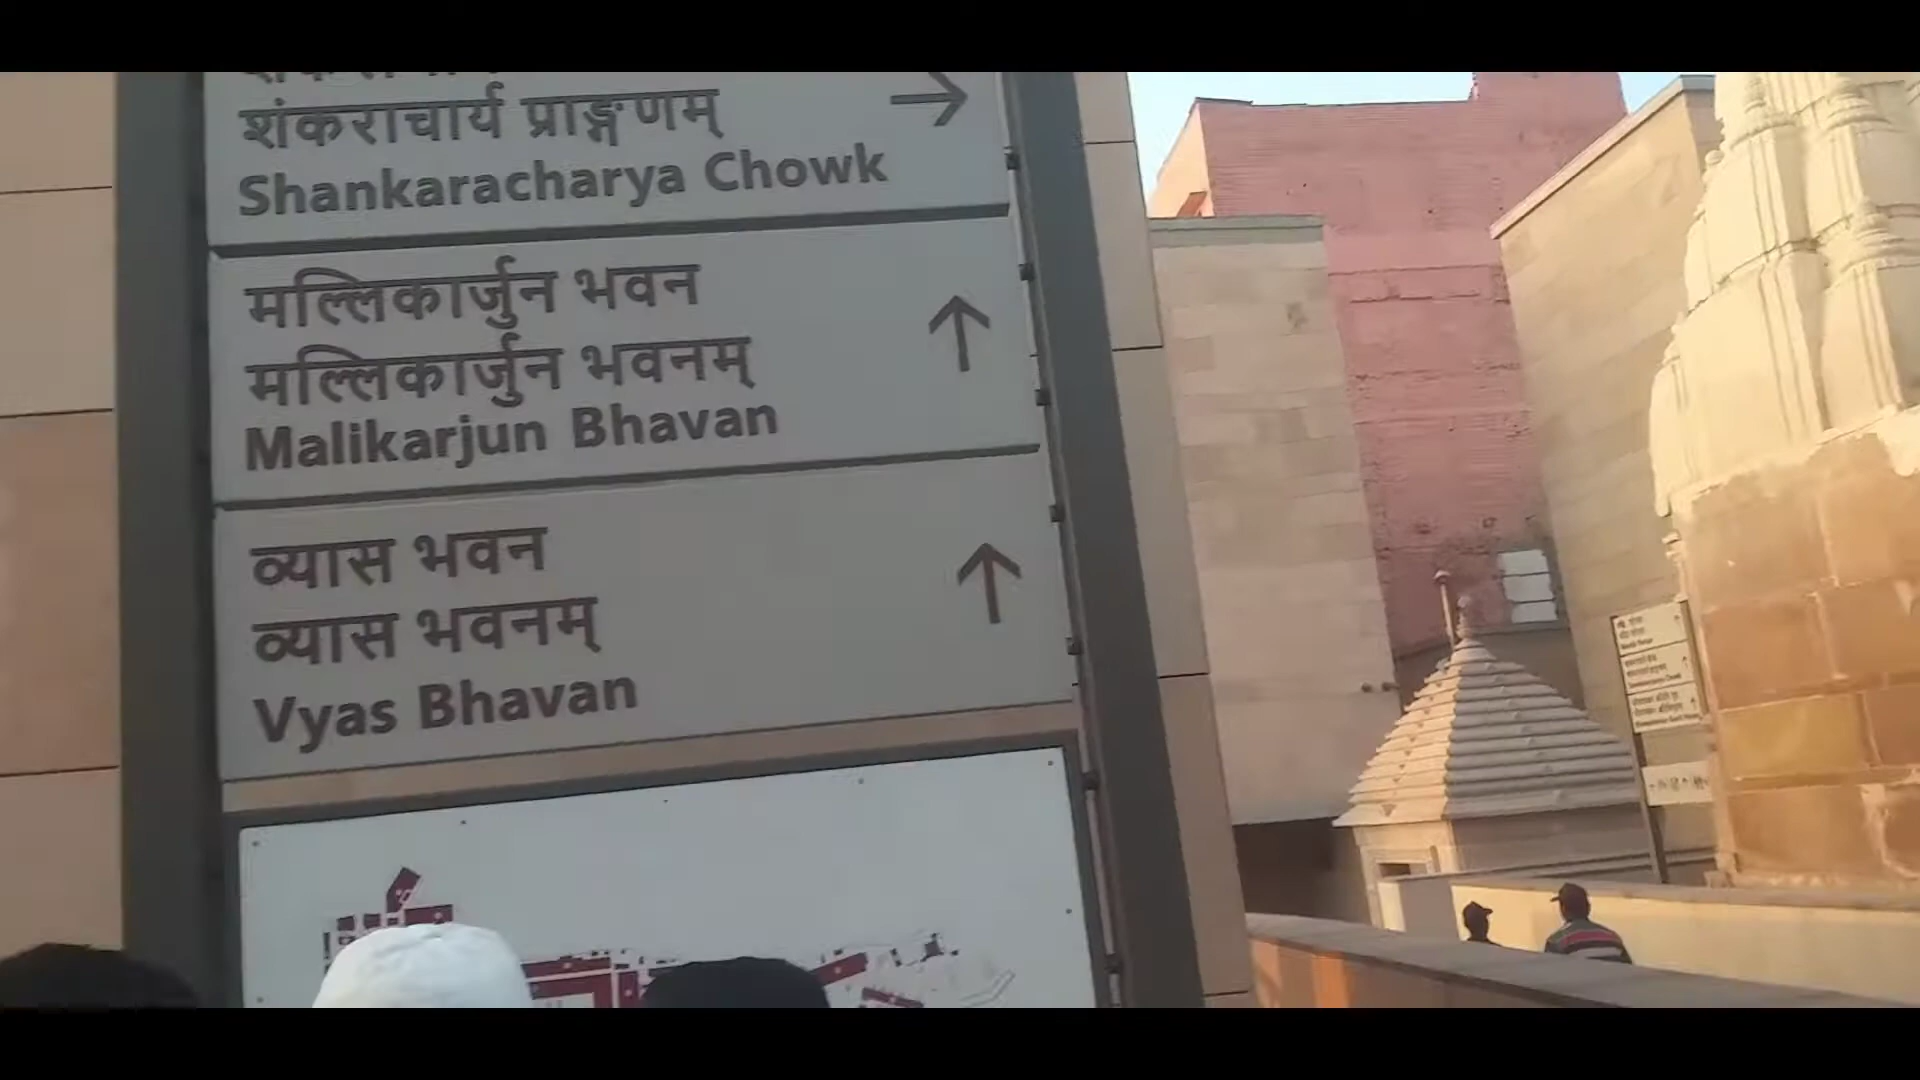 शंकराचार्य प्राङ्गणम्
Shankaracharya Chowk
मल्लिकार्जुन भवन
मल्लिकार्जुन भवनम्
Malikarjun Bhavan
व्यास भवन
व्यास भवनम्
Vyas Bhavan